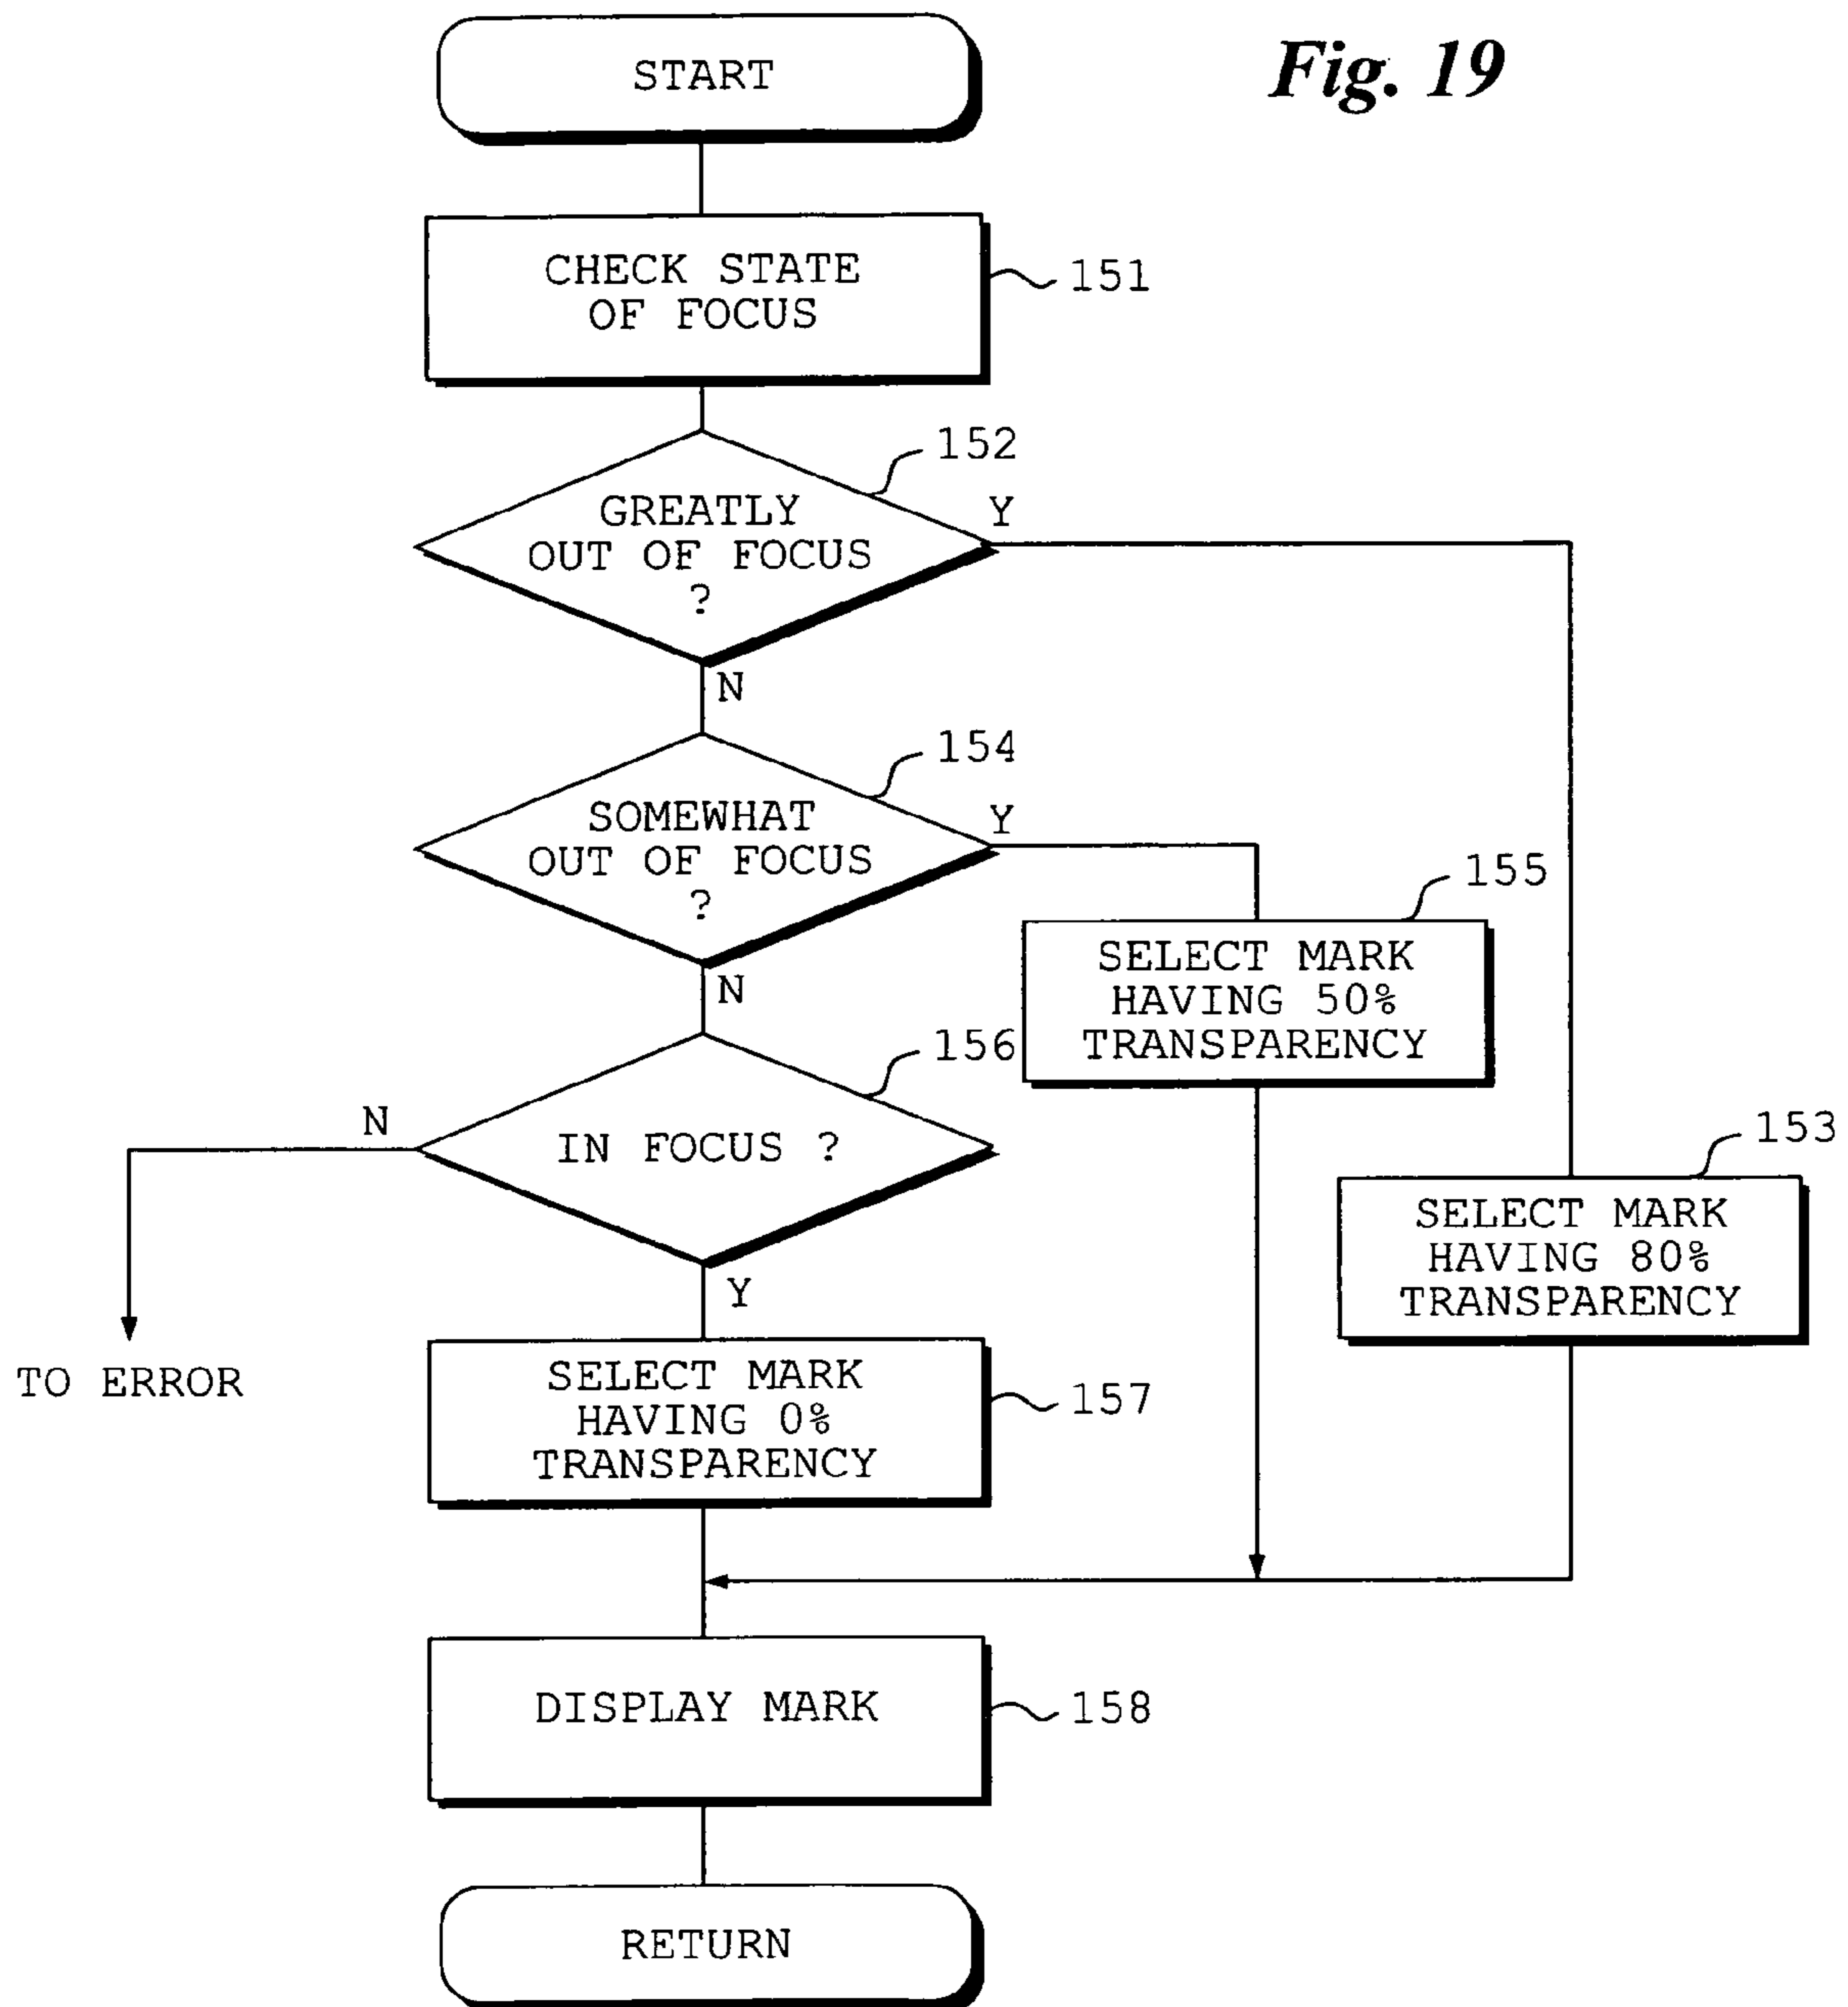 Fig. 19
START
CHECK STATE
OF FOCUS
151
152
GREATLY
OUT OF FOCUS
?
Y
N
154
SOMEWHAT
OUT OF FOCUS
?
Y
N
155
SELECT MARK
HAVING 50%
TRANSPARENCY
156
IN FOCUS ?
N
Y
TO ERROR
153
SELECT MARK
HAVING 80%
TRANSPARENCY
SELECT MARK
HAVING 0%
TRANSPARENCY
157
DISPLAY MARK
158
RETURN